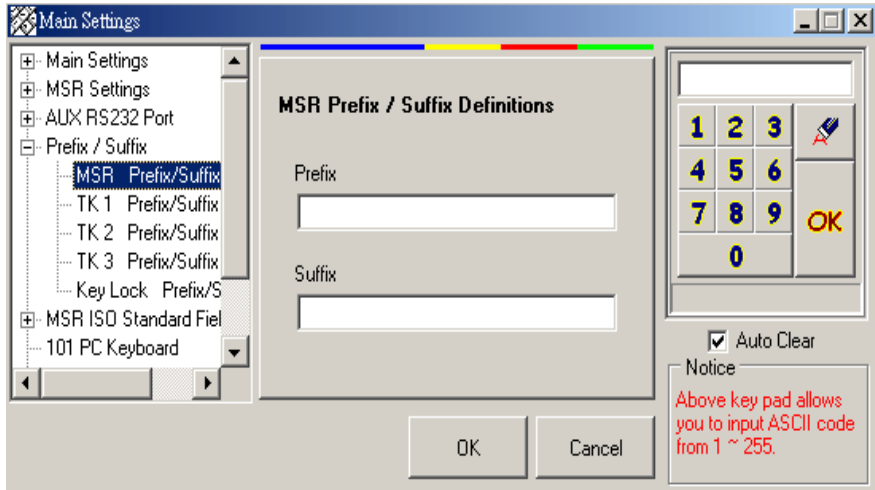 Main Settings
Main Settings
MSR Settings
AUX RS232 Port
Prefix / Suffix
MSR Prefix/Suffix
TK 1 Prefix/Suffix
TK 2 Prefix/Suffix
TK 3 Prefix/Suffix
Key Lock Prefix/S
MSR ISO Standard Fiel
101 PC Keyboard
MSR Prefix / Suffix Definitions
Prefix
Suffix
OK
Cancel
1 2 3
4 5 6
7 8 9
OK
0
Auto Clear
Notice
Above key pad allows
you to input ASCII code
from 1 ~ 255.